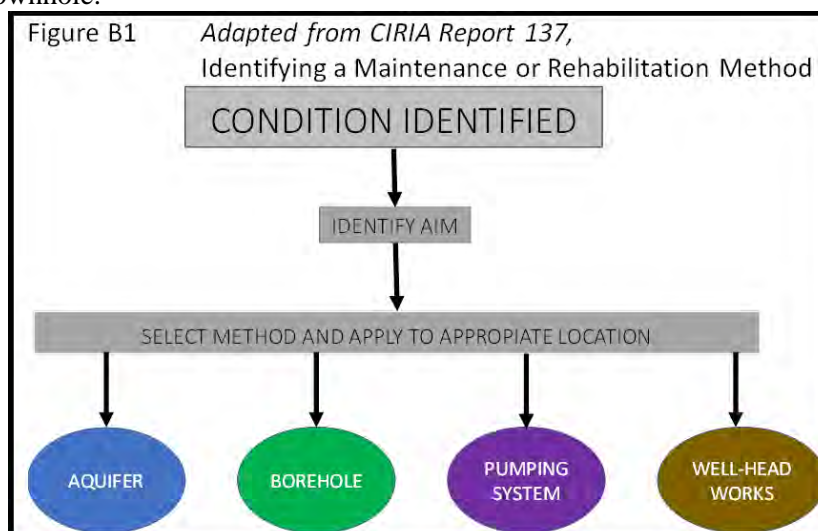 ownhole.
Figure B1 Adapted from CIRIA Report 137,
Identifying a Maintenance or Rehabilitation Method
CONDITION IDENTIFIED
IDENTIFY AIM
SELECT METHOD AND APPLY TO APPROPIATE LOCATION
AQUIFER
BOREHOLE
PUMPING
SYSTEM
WELL-HEAD
WORKS